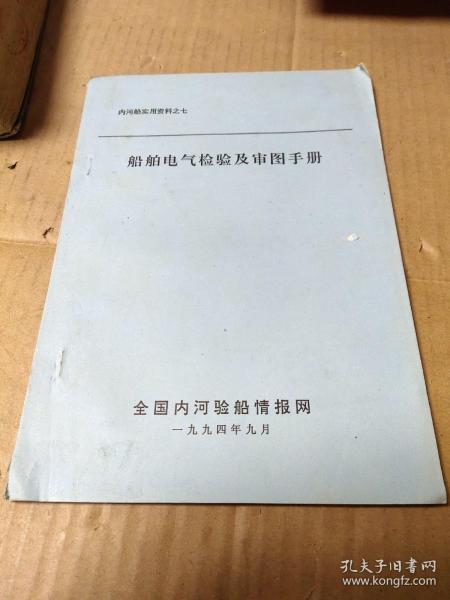 内河船实用资料之七
船舶电气检验及审图手册
全国内河验船情报网
一九九四年九月
孔夫子旧书网
www.kongfz.com